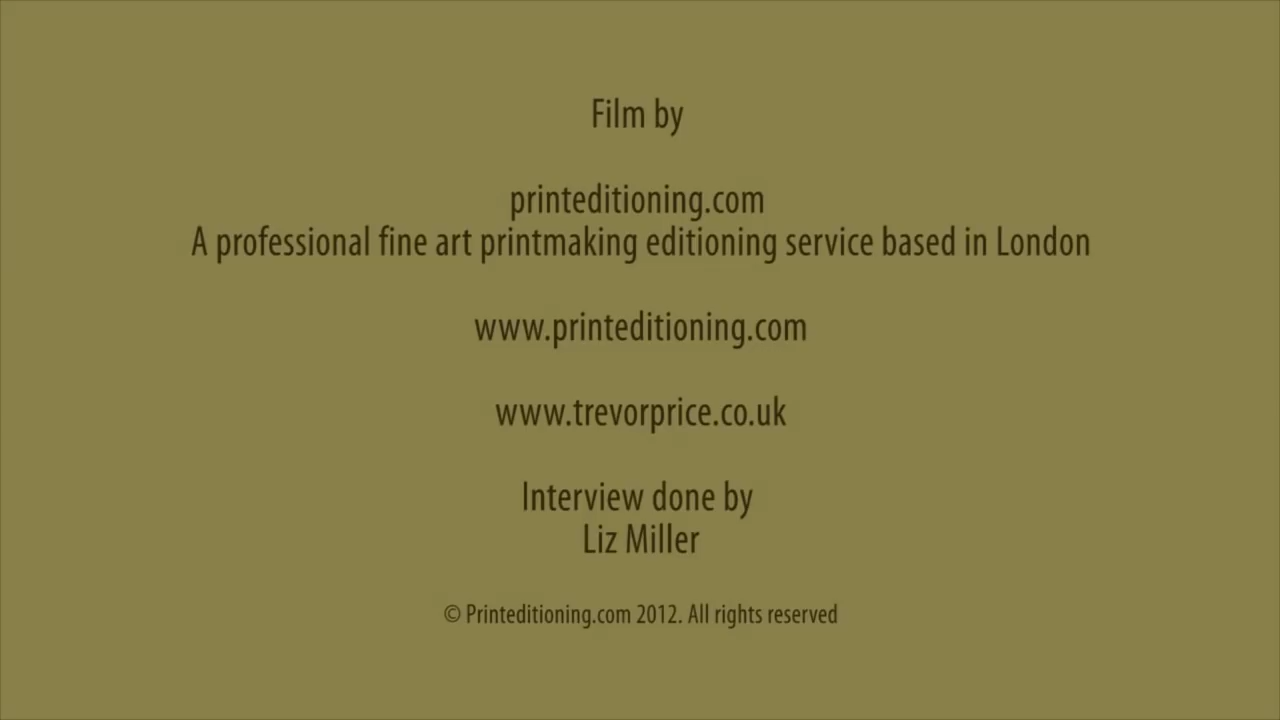 Film by
printeditioning.com
A professional fine art printmaking editioning service based in London
www.printeditioning.com
www.trevorprice.co.uk
Interview done by
Liz Miller
© Printeditioning.com 2012. All rights reserved